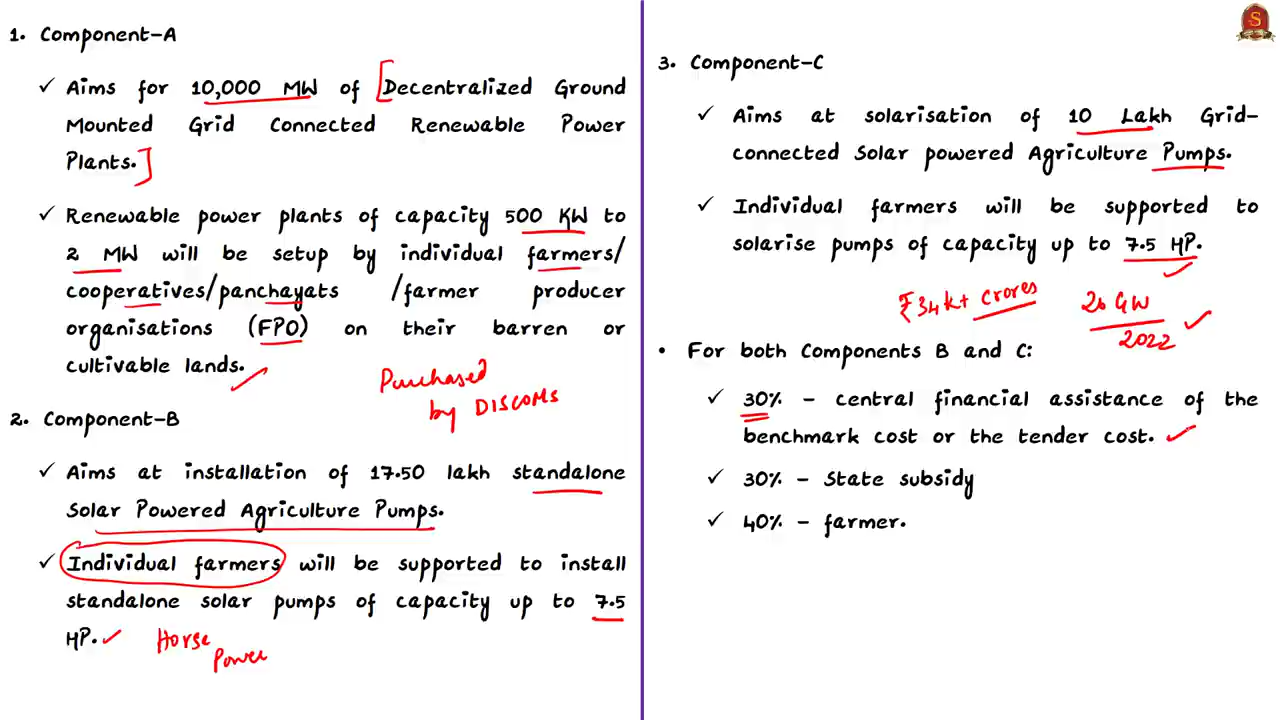 1. Component-A
✓ Aims for 10,000 MW of [Decentralized Ground
Mounted Grid Connected Renewable Power
Plants.]
✓ Renewable power plants of capacity 500 KW to
2 MW will be setup by individual farmers/
cooperatives/panchayats /farmer producer
organisations (FPO) on their barren or
cultivable lands.
Purchased
by DISCOMs
2. Component-B
✓ Aims at installation of 17.50 lakh standalone
Solar Powered Agriculture Pumps.
✓ Individual farmers will be supported to install
standalone solar pumps of capacity up to 7.5
HP.
Horse
Power
3. Component-C
✓ Aims at solarisation of 10 Lakh Grid-
connected Solar powered Agriculture Pumps.
✓ Individual farmers will be supported to
solarise pumps of capacity up to 7.5 HP.
₹34k+ crores
26 GW
2022
• For both Components B and C:
✓ 30% - central financial assistance of the
benchmark cost or the tender cost.
✓ 30% - State subsidy
✓ 40% - farmer.
S